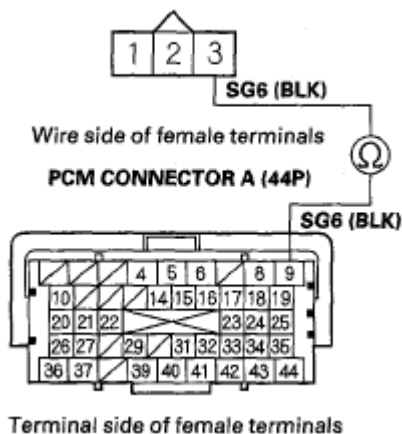 1 2 3
SG6 (BLK)
Wire side of female terminals
Ω
PCM CONNECTOR A (44P)
SG6 (BLK)
4 5 6 8 9
10 14 15 16 17 18 19
20 21 22 23 24 25
26 27 29 31 32 33 34 35
36 37 39 40 41 42 43 44
Terminal side of female terminals